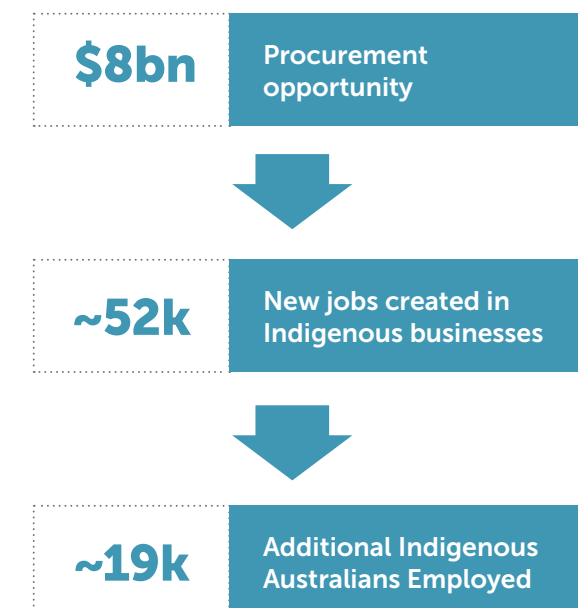 $8bn
Procurement
opportunity
~52k
New jobs created in
Indigenous businesses
~19k
Additional Indigenous
Australians Employed